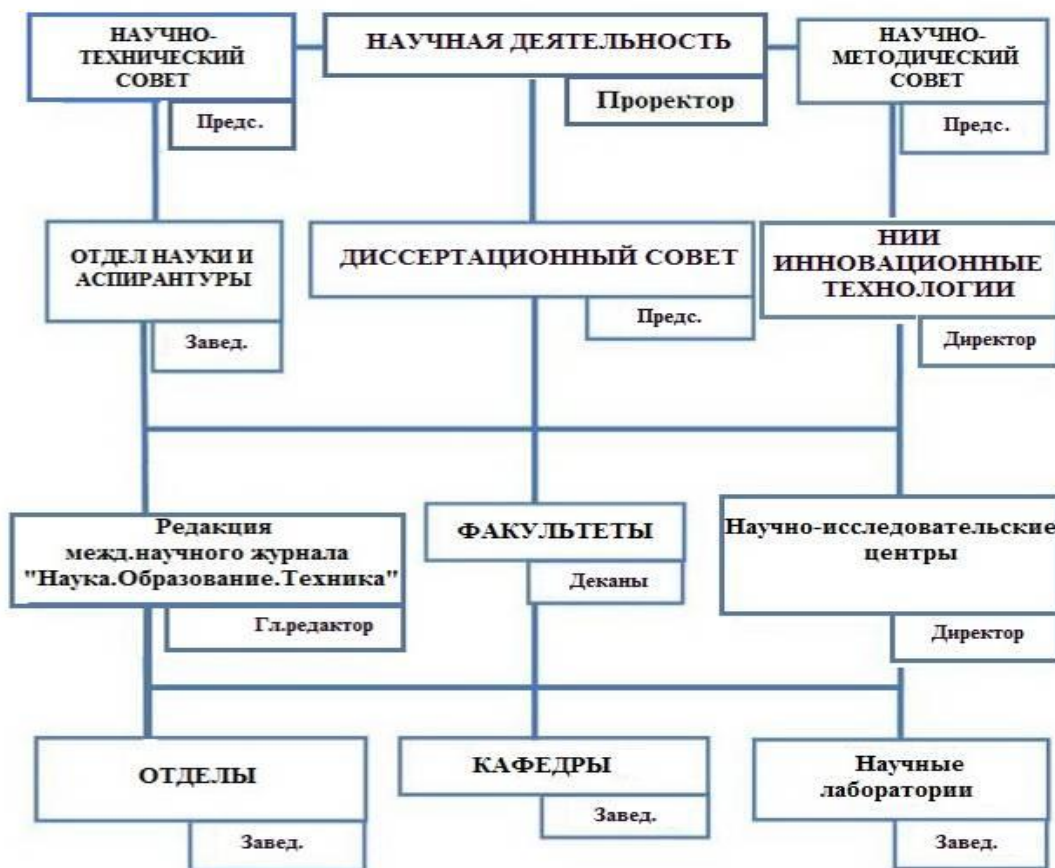 НАУЧНО-
ТЕХНИЧЕСКИЙ
СОВЕТ
Предс.
НАУЧНАЯ ДЕЯТЕЛЬНОСТЬ
Проректор
НАУЧНО-
МЕТОДИЧЕСКИЙ
СОВЕТ
Предс.
ОТДЕЛ НАУКИ И
АСПИРАНТУРЫ
Завед.
ДИССЕРТАЦИОННЫЙ СОВЕТ
Предс.
НИИ
ИННОВАЦИОННЫЕ
ТЕХНОЛОГИИ
Директор
Редакция
межд.научного журнала
"Наука.Образование.Техника"
Гл.редактор
ФАКУЛЬТЕТЫ
Деканы
Научно-исследовательские
центры
Директор
ОТДЕЛЫ
Завед.
КАФЕДРЫ
Завед.
Научные
лаборатории
Завед.